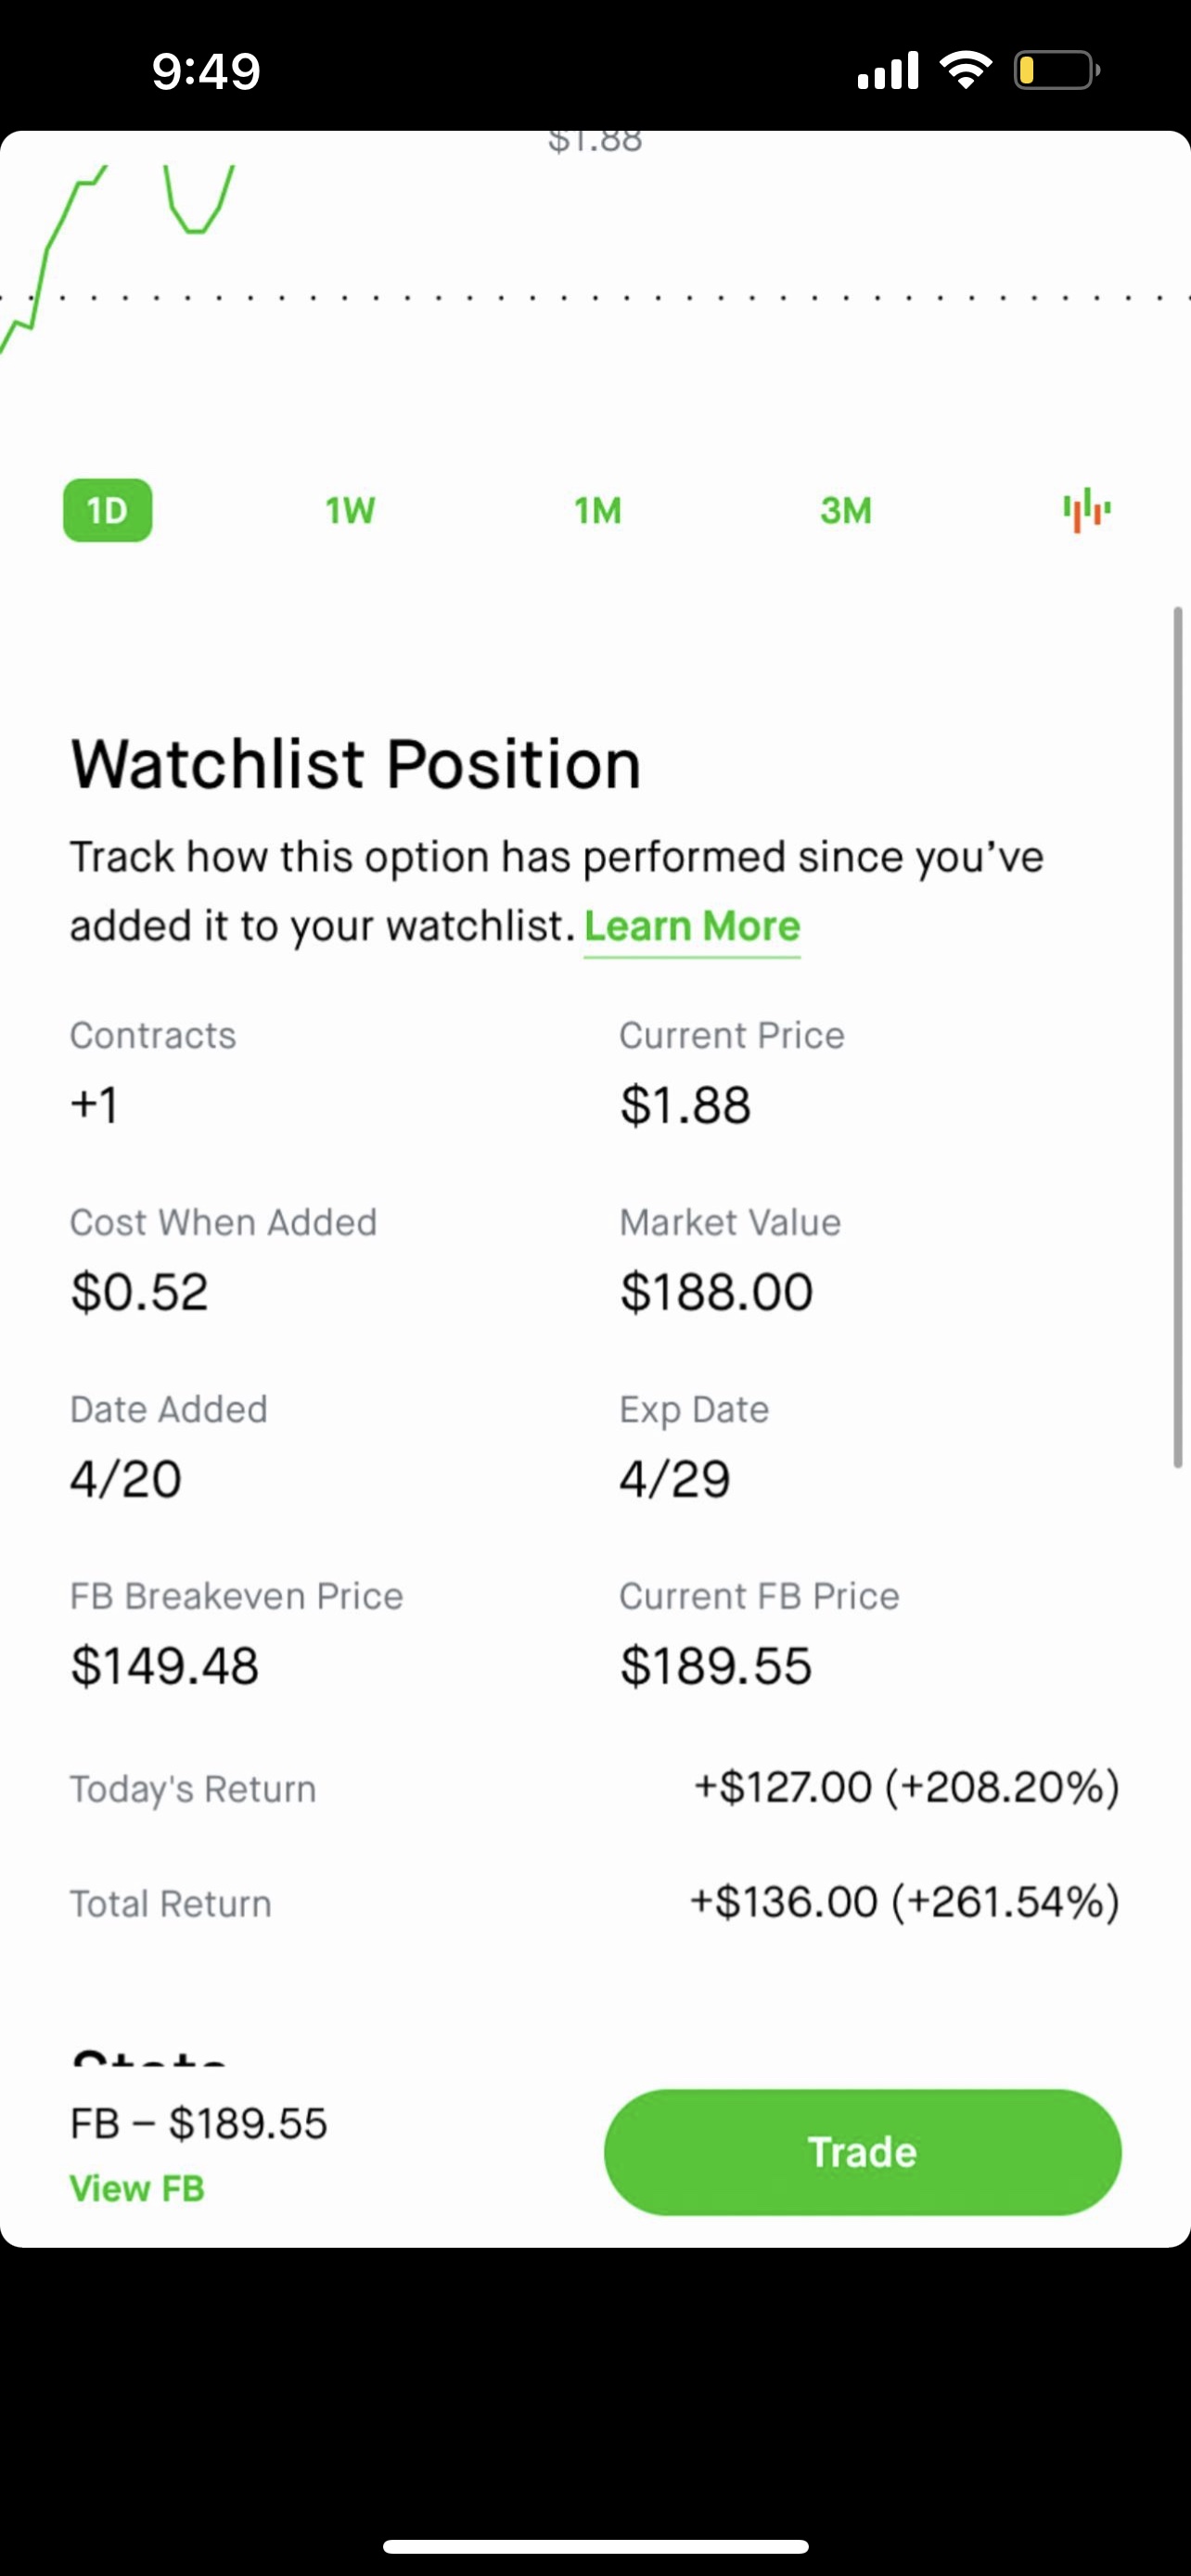 9:49
$1.88
1D 1W 1M 3M
Watchlist Position
Track how this option has performed since you’ve
added it to your watchlist. Learn More
Contracts Current Price
+1 $1.88
Cost When Added Market Value
$0.52 $188.00
Date Added Exp Date
4/20 4/29
FB Breakeven Price Current FB Price
$149.48 $189.55
Today's Return +$127.00 (+208.20%)
Total Return +$136.00 (+261.54%)
Stats
FB – $189.55
View FB
Trade